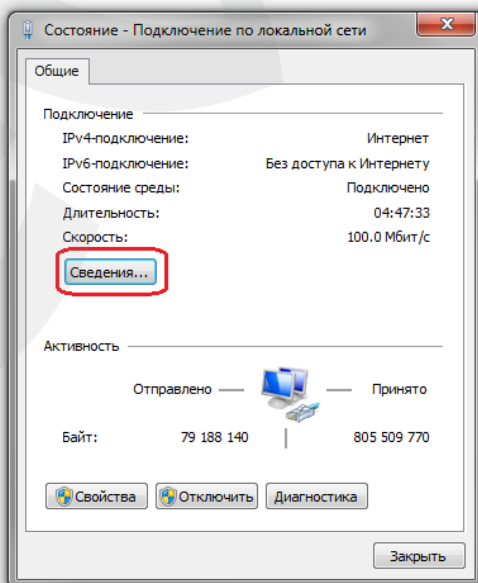 Состояние - Подключение по локальной сети
Общие
Подключение
IPv4-подключение: Интернет
IPv6-подключение: Без доступа к Интернету
Состояние среды: Подключено
Длительность: 04:47:33
Скорость: 100.0 Мбит/с
Сведения...
Активность
Отправлено — — Принято
Байт: 79 188 140 | 805 509 770
Свойства Отключить Диагностика
Закрыть